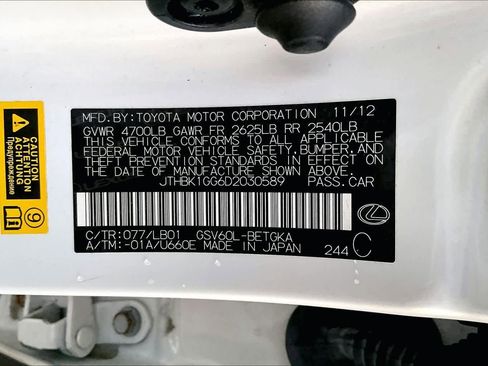 MFD. BY: TOYOTA MOTOR CORPORATION 11/12
GVWR 4700LB GAWR FR 2625LB RR 2540LB
THIS VEHICLE CONFORMS TO ALL APPLICABLE
FEDERAL MOTOR VEHICLE SAFETY, BUMPER, AND
THEFT PREVENTION STANDARDS IN EFFECT ON
THE DATE OF MANUFACTURE SHOWN ABOVE.
JTHBK1GG6D2030589 PASS.CAR
C/TR:077/LB01 GSV60L-BETGKA
A/TM:-01A/U660E MADE IN JAPAN
244 C
CAUTION
ACHTUNG
ATTENTION